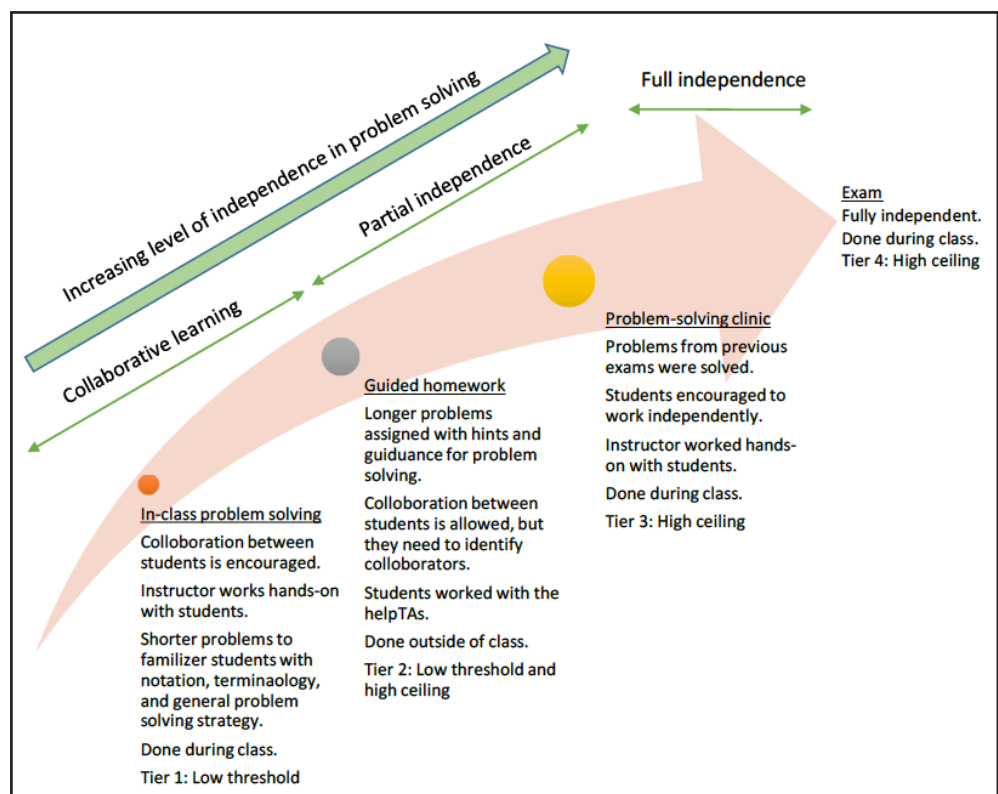 Increasing level of independence in problem solving
Full independence
Partial independence
Collaborative learning
Exam
Fully independent.
Done during class.
Tier 4: High ceiling
Problem-solving clinic
Problems from previous
exams were solved.
Students encouraged to
work independently.
Instructor worked hands-
on with students.
Done during class.
Tier 3: High ceiling
Guided homework
Longer problems
assigned with hints and
guiduance for problem
solving.
Colloboration between
students is allowed, but
they need to identify
colloborators.
Students worked with the
helpTAs.
Done outside of class.
Tier 2: Low threshold and
high ceiling
In-class problem solving
Colloboration between
students is encouraged.
Instructor works hands-on
with students.
Shorter problems to
familizer students with
notation, terminaology,
and general problem
solving strategy.
Done during class.
Tier 1: Low threshold